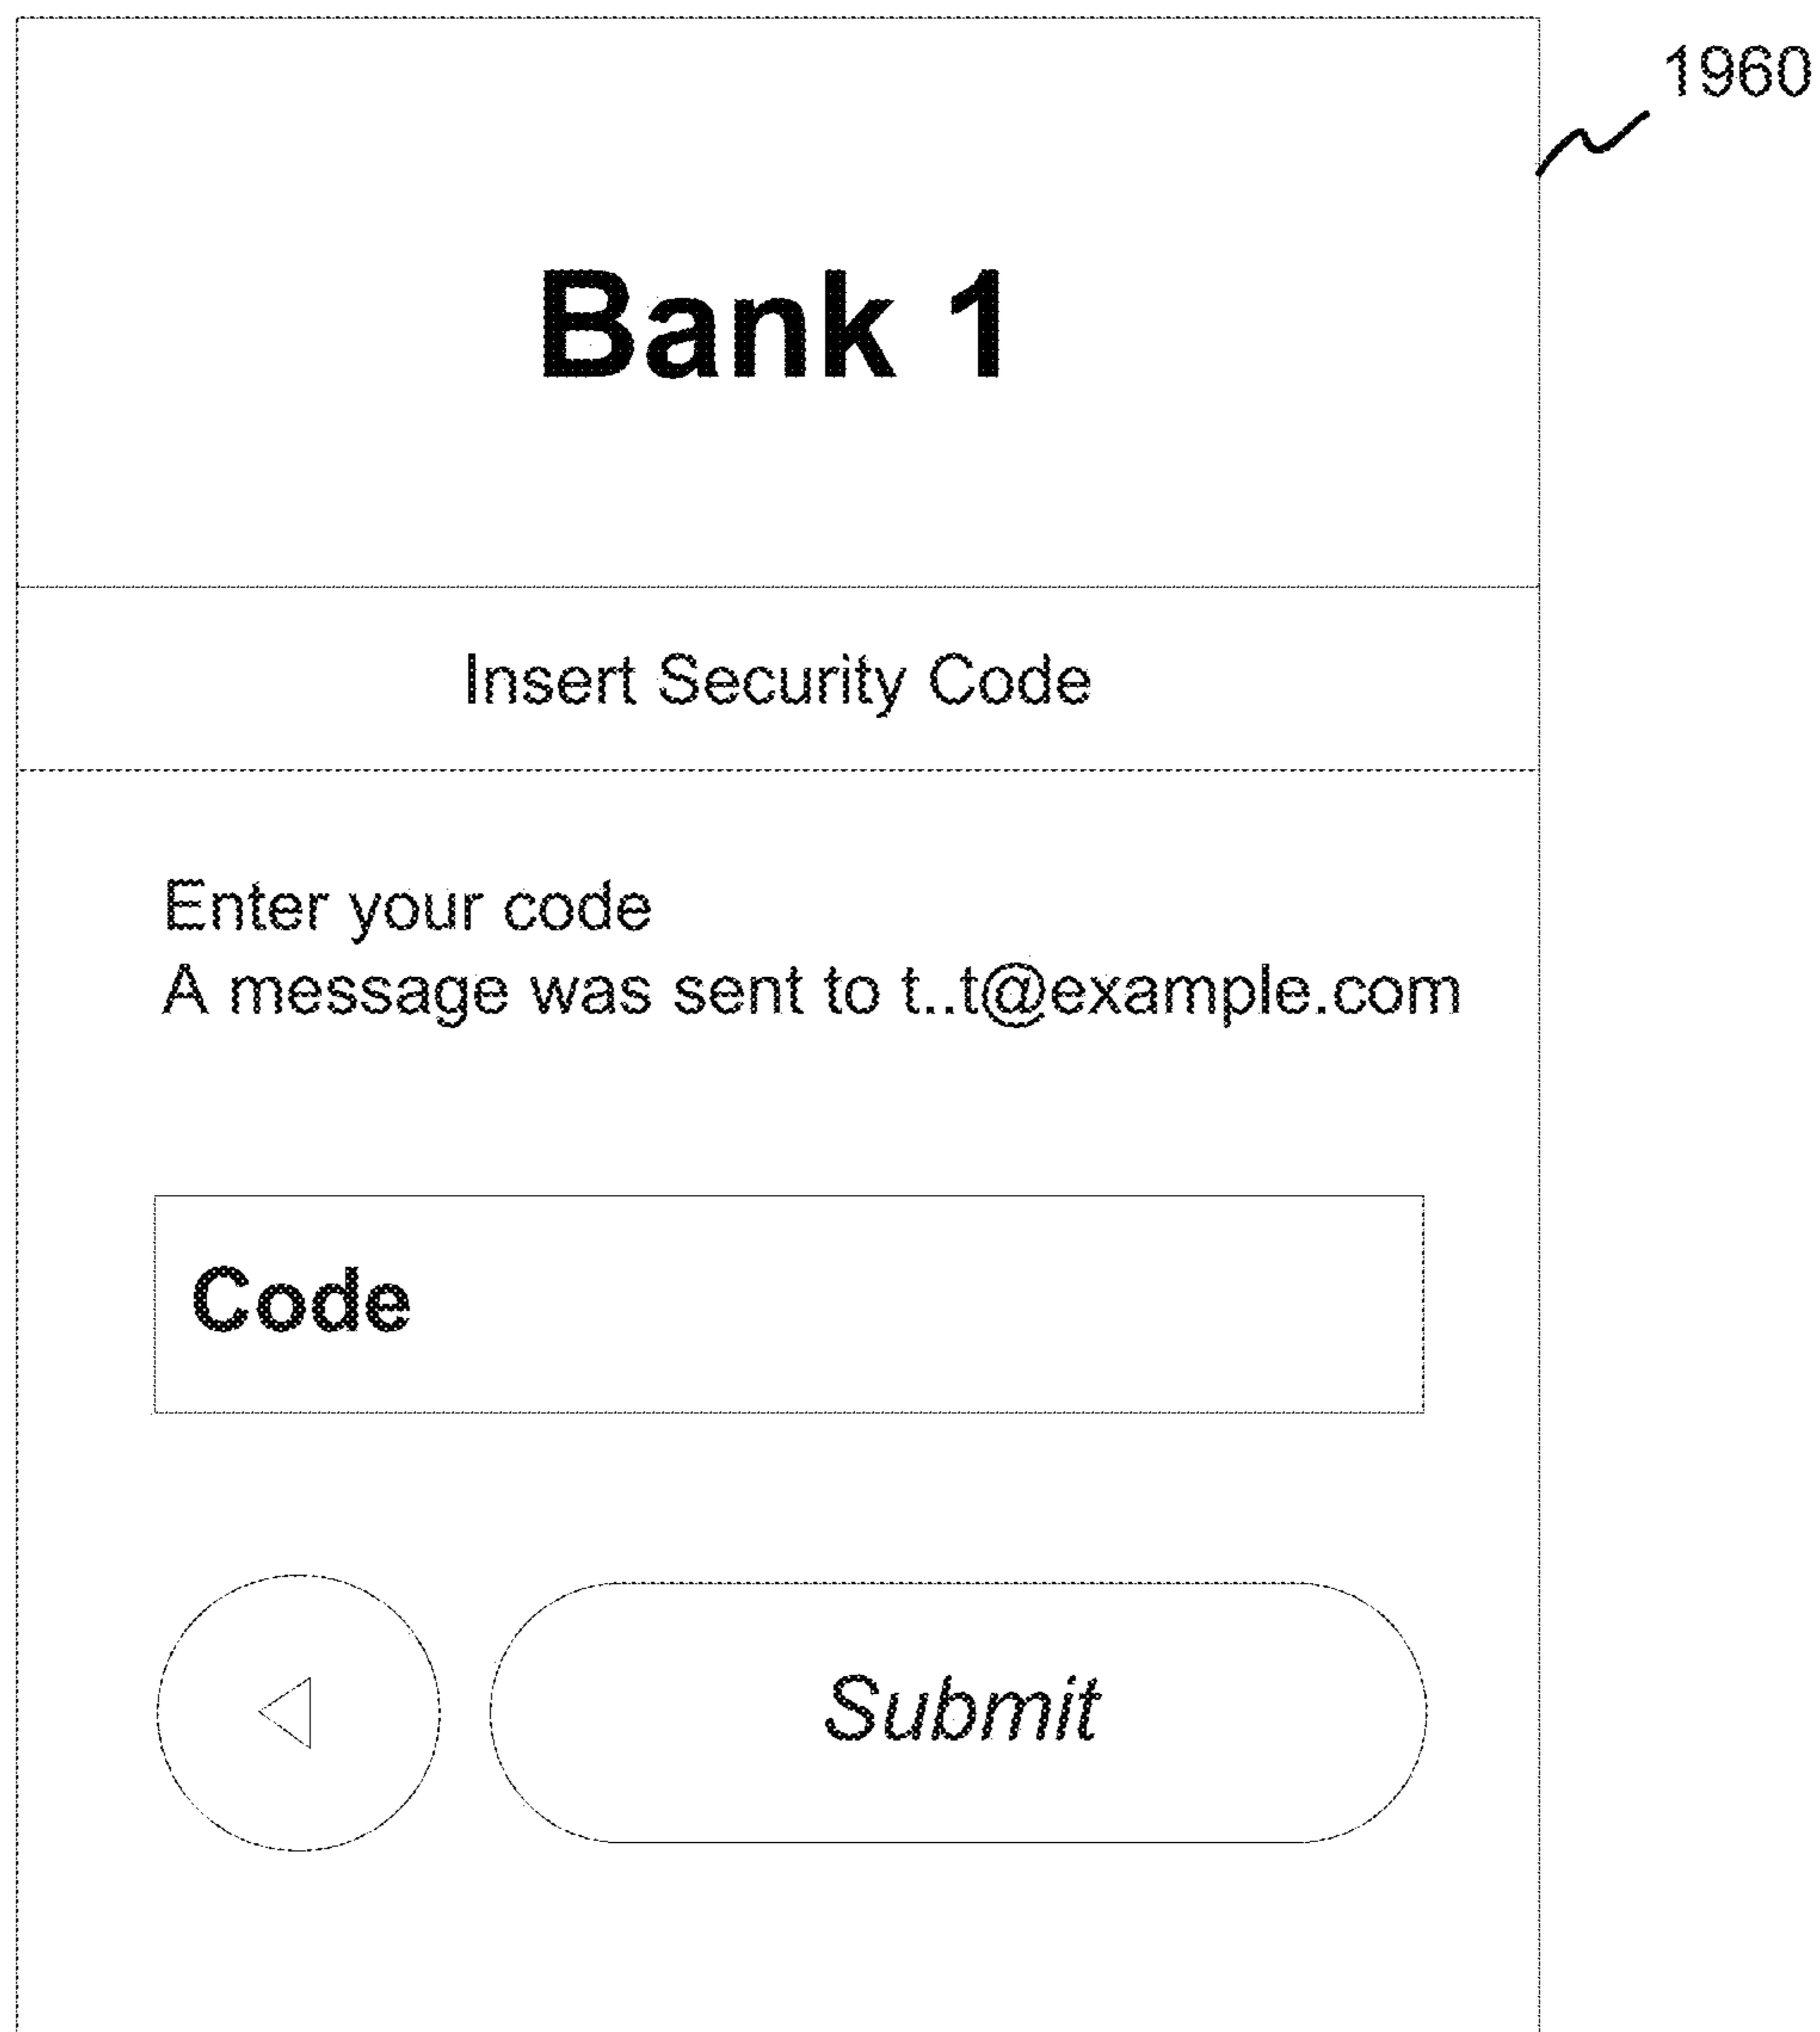 1960
Bank 1
Insert Security Code
Enter your code
A message was sent to t..t@example.com
Code
Submit